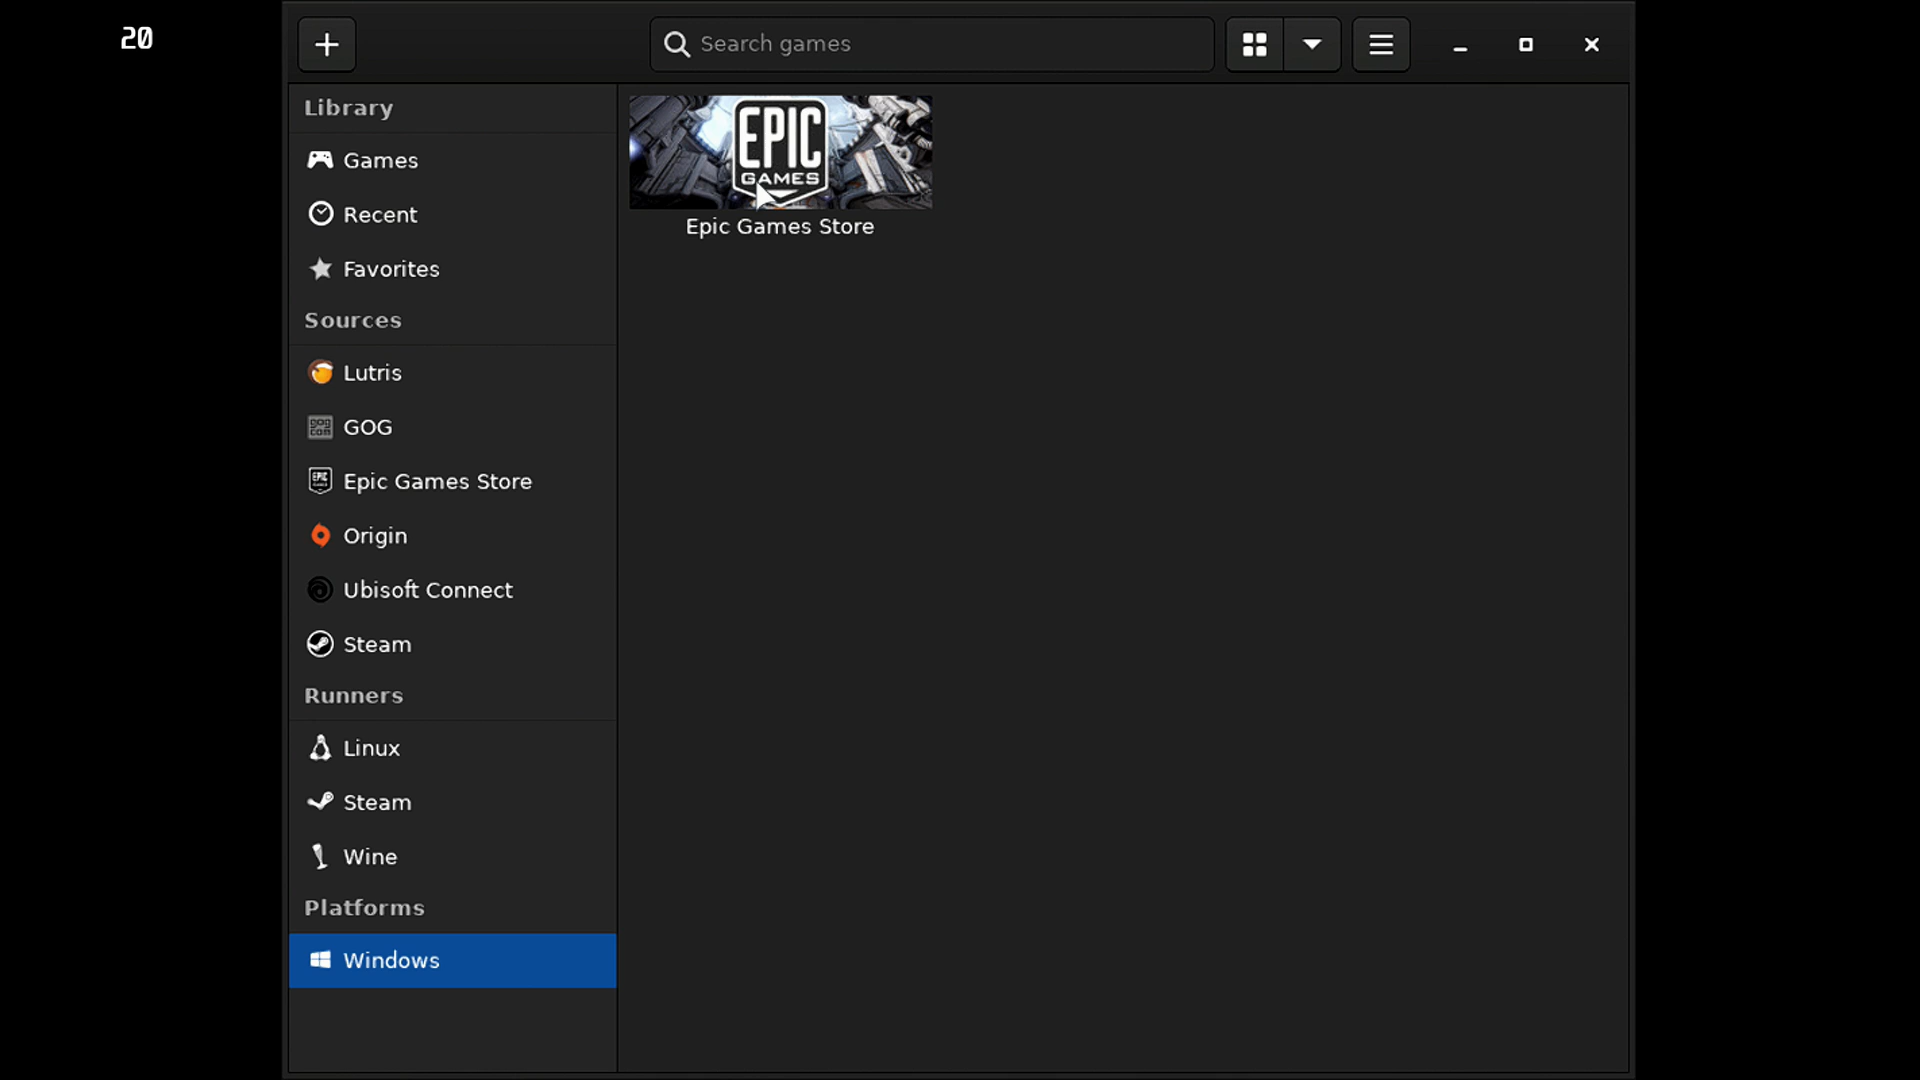 20
Search games
Library
Games
Recent
Favorites
Sources
Lutris
GOG
Epic Games Store
Origin
Ubisoft Connect
Steam
Runners
Linux
Steam
Wine
Platforms
Windows
EPIC
GAMES
Epic Games Store